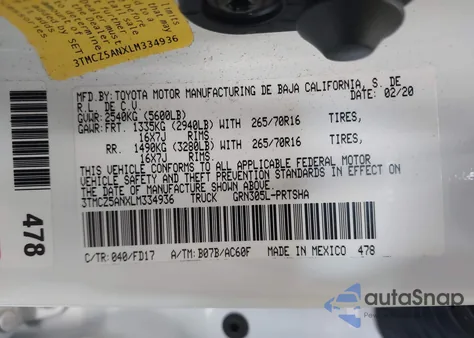 limits
3TMCZ5ANXLM334936
MFD.BY: TOYOTA MOTOR MANUFACTURING DE BAJA CALIFORNIA, S. DE
R.L. DE C.V.
DATE: 02/20
GVWR: 2540KG (5600LB)
GAWR: FRT. 1335KG (2940LB) WITH 265/70R16 TIRES,
16X7J RIMS,
RR. 1490KG (3280LB) WITH 265/70R16 TIRES,
16X7J RIMS.
THIS VEHICLE CONFORMS TO ALL APPLICABLE FEDERAL MOTOR
VEHICLE SAFETY AND THEFT PREVENTION STANDARDS IN EFFECT ON
THE DATE OF MANUFACTURE SHOWN ABOVE.
3TMCZ5ANXLM334936 TRUCK GRN305L-PRTSHA
C/TR: 040/FD17 A/TM: B07B/AC60F MADE IN MEXICO 478
478
autoSnap